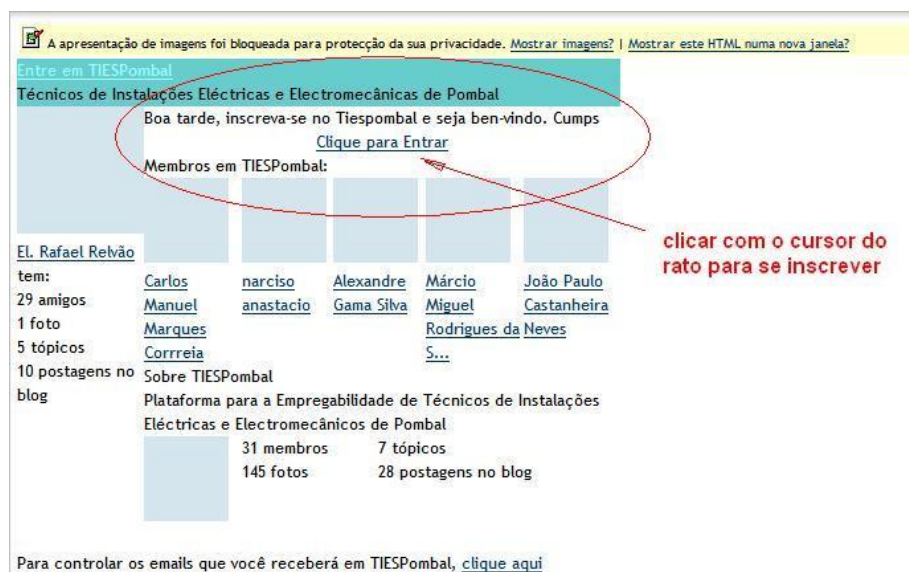 A apresentação de imagens foi bloqueada para protecção da sua privacidade. Mostrar imagens? | Mostrar este HTML numa nova janela?
Entre em TIESPombal
Técnicos de Instalações Eléctricas e Electromecânicas de Pombal
Boa tarde, inscreva-se no Tiespombal e seja ben-vindo. Cumps
Clique para Entrar
Membros em TIESPombal:
clicar com o cursor do
rato para se inscrever
El. Rafael Relvão
tem:
29 amigos
1 foto
5 tópicos
10 postagens no
blog
Carlos
Manuel
Marques
Corrreia
narciso
anastacio
Alexandre
Gama Silva
Márcio
Miguel
Rodrigues da
S...
João Paulo
Castanheira
Neves
Sobre TIESPombal
Plataforma para a Empregabilidade de Técnicos de Instalações
Eléctricas e Electromecânicos de Pombal
31 membros 7 tópicos
145 fotos 28 postagens no blog
Para controlar os emails que você receberá em TIESPombal, clique aqui